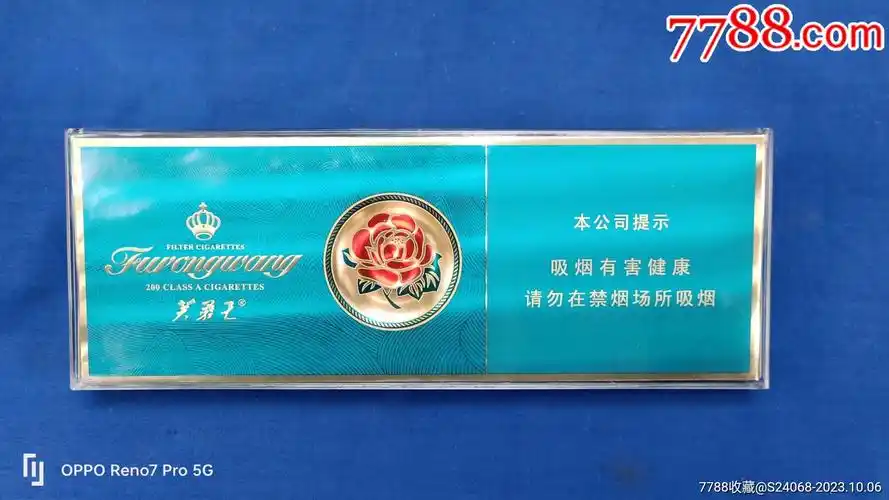 7788.com
FILTER CIGARETTES
Furongwang
200 CLASS A CIGARETTES
芙蓉王®
本公司提示
吸烟有害健康
请勿在禁烟场所吸烟
OPPO Reno7 Pro 5G
7788收藏@S24068-2023.10.06